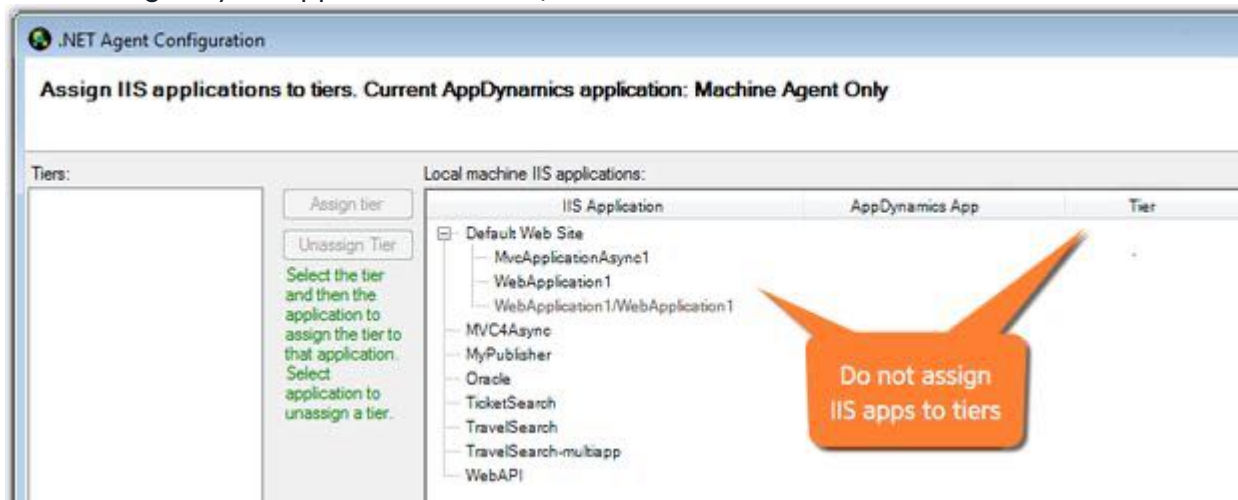 .NET Agent Configuration
Assign IIS applications to tiers. Current AppDynamics application: Machine Agent Only
Tiers:
Local machine IIS applications:
Assign tier
Unassign Tier
Select the tier
and then the
application to
assign the tier to
that application.
Select
application to
unassign a tier.
IIS Application
AppDynamics App
Tier
Default Web Site
MvcApplicationAsync1
WebApplication1
WebApplication1/WebApplication1
MVC4Async
MyPublisher
Oracle
TicketSearch
TravelSearch
TravelSearch-multiapp
WebAPI
Do not assign
IIS apps to tiers